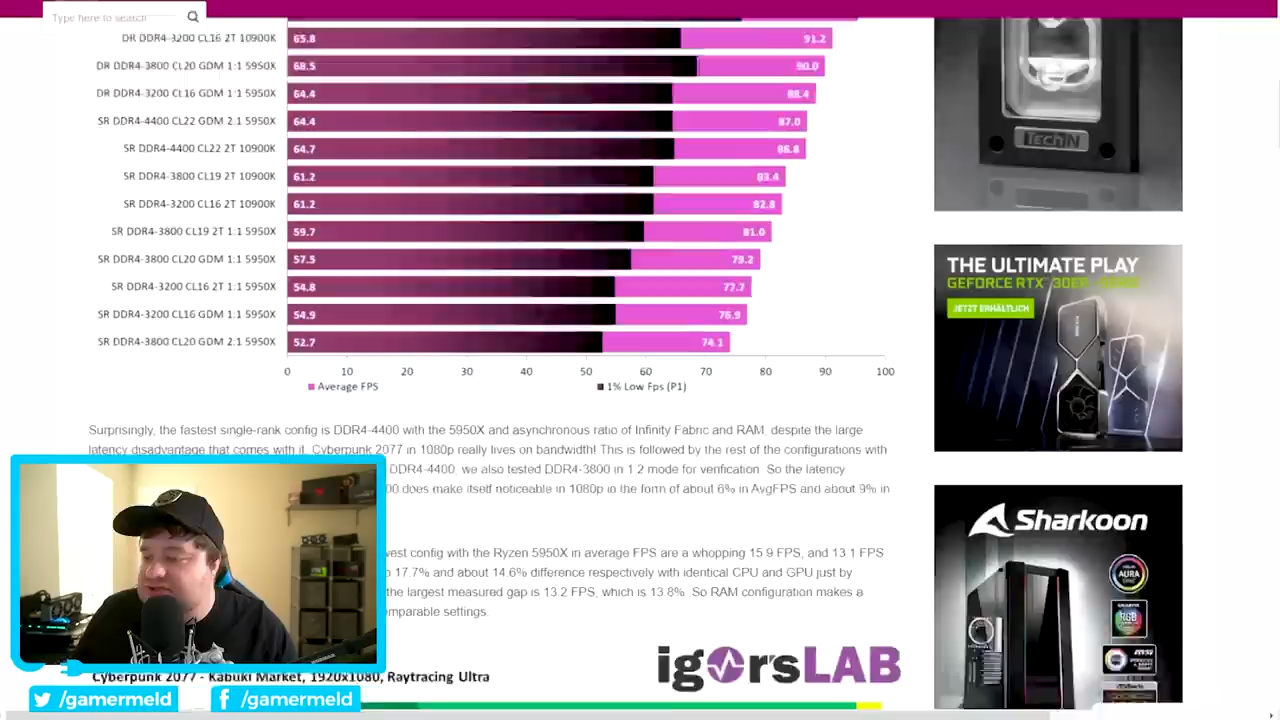 Type here to search
DR DDR4-3200 CL16 2T 10900K 65.8 91.2
DR DDR4-3800 CL20 GDM 1:1 5950X 68.5 90.0
DR DDR4-3200 CL16 GDM 1:1 5950X 64.4 88.4
SR DDR4-4400 CL22 GDM 2:1 5950X 64.4 87.0
SR DDR4-4400 CL22 2T 10900K 64.7 86.8
SR DDR4-3800 CL19 2T 10900K 61.2 83.4
SR DDR4-3200 CL16 2T 10900K 61.2 82.8
SR DDR4-3800 CL19 2T 1:1 5950X 59.7 81.0
SR DDR4-3800 CL20 GDM 1:1 5950X 57.5 79.2
SR DDR4-3200 CL16 2T 1:1 5950X 54.8 77.7
SR DDR4-3200 CL16 GDM 1:1 5950X 54.9 76.9
SR DDR4-3800 CL20 GDM 2:1 5950X 52.7 74.1
0 10 20 30 40 50 60 70 80 90 100
Average FPS 1% Low Fps (P1)
Surprisingly, the fastest single-rank config is DDR4-4400 with the 5950X and asynchronous ratio of Infinity Fabric and RAM, despite the large
latency disadvantage that comes with it. Cyberpunk 2077 in 1080p really lives on bandwidth! This is followed by the rest of the configurations with
DDR4-4400, we also tested DDR4-3800 in 1:2 mode for verification. So the latency
00 does make itself noticeable in 1080p in the form of about 6% in AvgFPS and about 9% in
west config with the Ryzen 5950X in average FPS are a whopping 15.9 FPS, and 13.1 FPS
17.7% and about 14.6% difference respectively with identical CPU and GPU just by
the largest measured gap is 13.2 FPS, which is 13.8%. So RAM configuration makes a
mparable settings.
igorsLAB
Cyberpunk 2077 - Kabuki Market, 1920x1080, Raytracing Ultra
/gamermeld /gamermeld
TechN
THE ULTIMATE PLAY
GEFORCE RTX
JETZT ERHÄLTLICH
Sharkoon
AURA
RGB